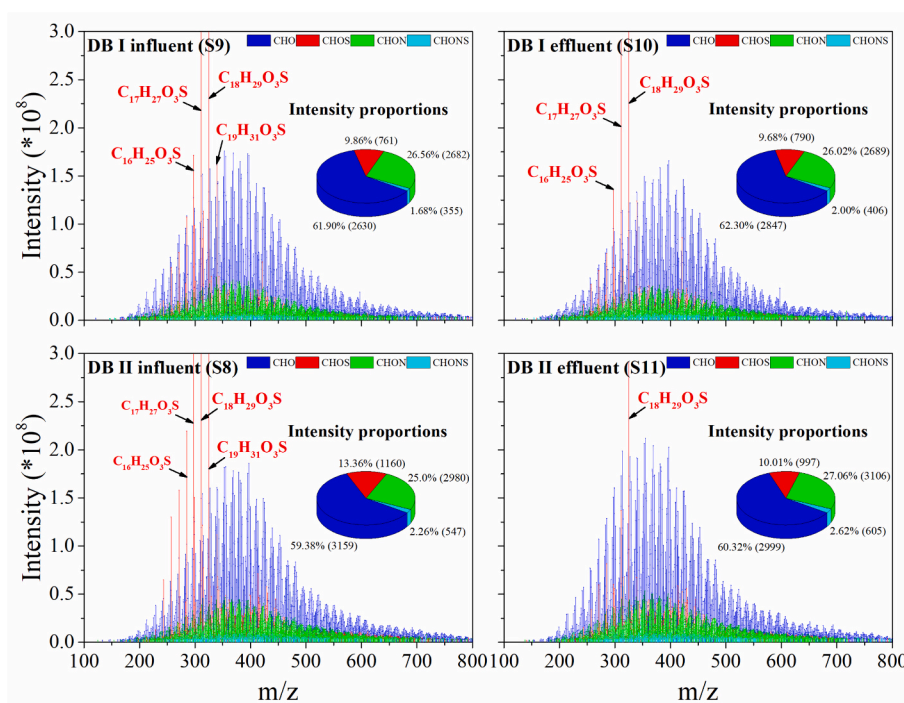 DB I influent (S9)
CHO CHOS CHON CHONS
C₁₇H₂₇O₃S
C₁₈H₂₉O₃S
C₁₆H₂₅O₃S
C₁₉H₃₁O₃S
Intensity proportions
9.86% (761)
26.56% (2682)
1.68% (355)
61.90% (2630)
Intensity (*10⁸)
3.0
2.5
2.0
1.5
1.0
0.5
0.0
DB I effluent (S10)
CHO CHOS CHON CHONS
C₁₈H₂₉O₃S
C₁₇H₂₇O₃S
C₁₆H₂₅O₃S
Intensity proportions
9.68% (790)
26.02% (2689)
2.00% (406)
62.30% (2847)
DB II influent (S8)
CHO CHOS CHON CHONS
C₁₇H₂₇O₃S
C₁₈H₂₉O₃S
C₁₆H₂₅O₃S
C₁₉H₃₁O₃S
Intensity proportions
13.36% (1160)
25.0% (2980)
2.26% (547)
59.38% (3159)
Intensity (*10⁸)
3.0
2.5
2.0
1.5
1.0
0.5
0.0
100 200 300 400 500 600 700 800
m/z
DB II effluent (S11)
CHO CHOS CHON CHONS
C₁₈H₂₉O₃S
Intensity proportions
10.01% (997)
27.06% (3106)
2.62% (605)
60.32% (2999)
100 200 300 400 500 600 700 800
m/z